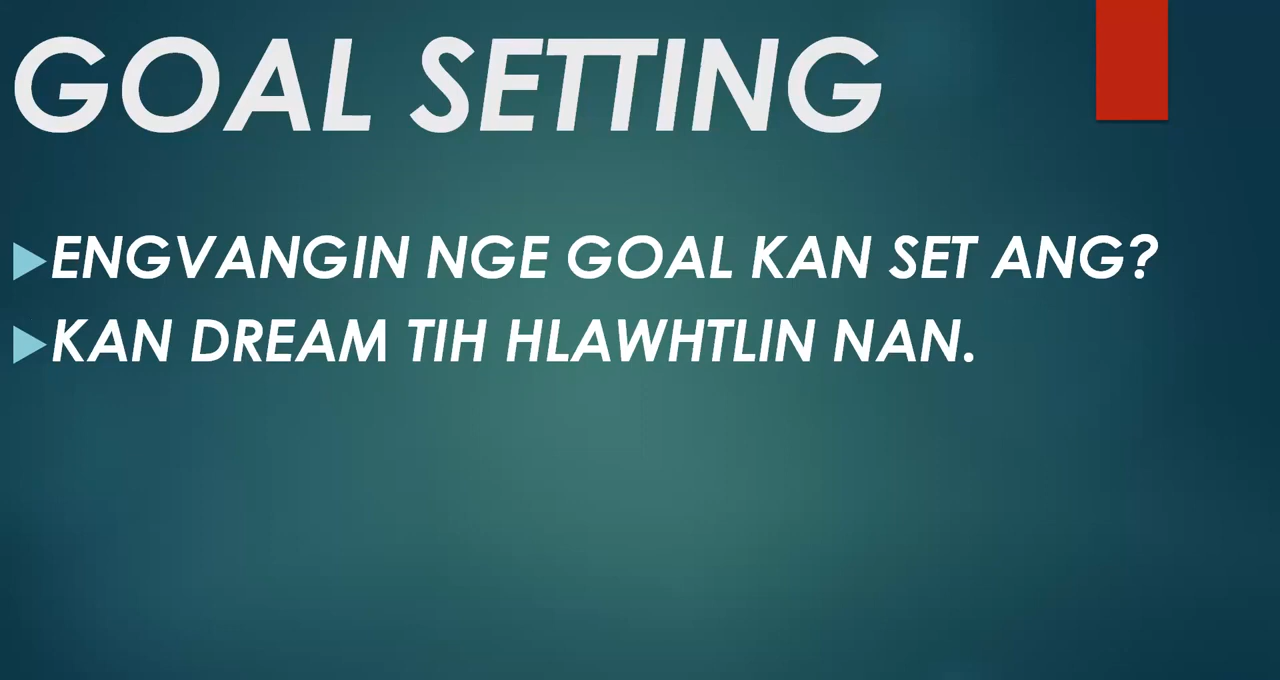 GOAL SETTING
ENGVANGIN NGE GOAL KAN SET ANG?
KAN DREAM TIH HLAWHTLIN NAN.